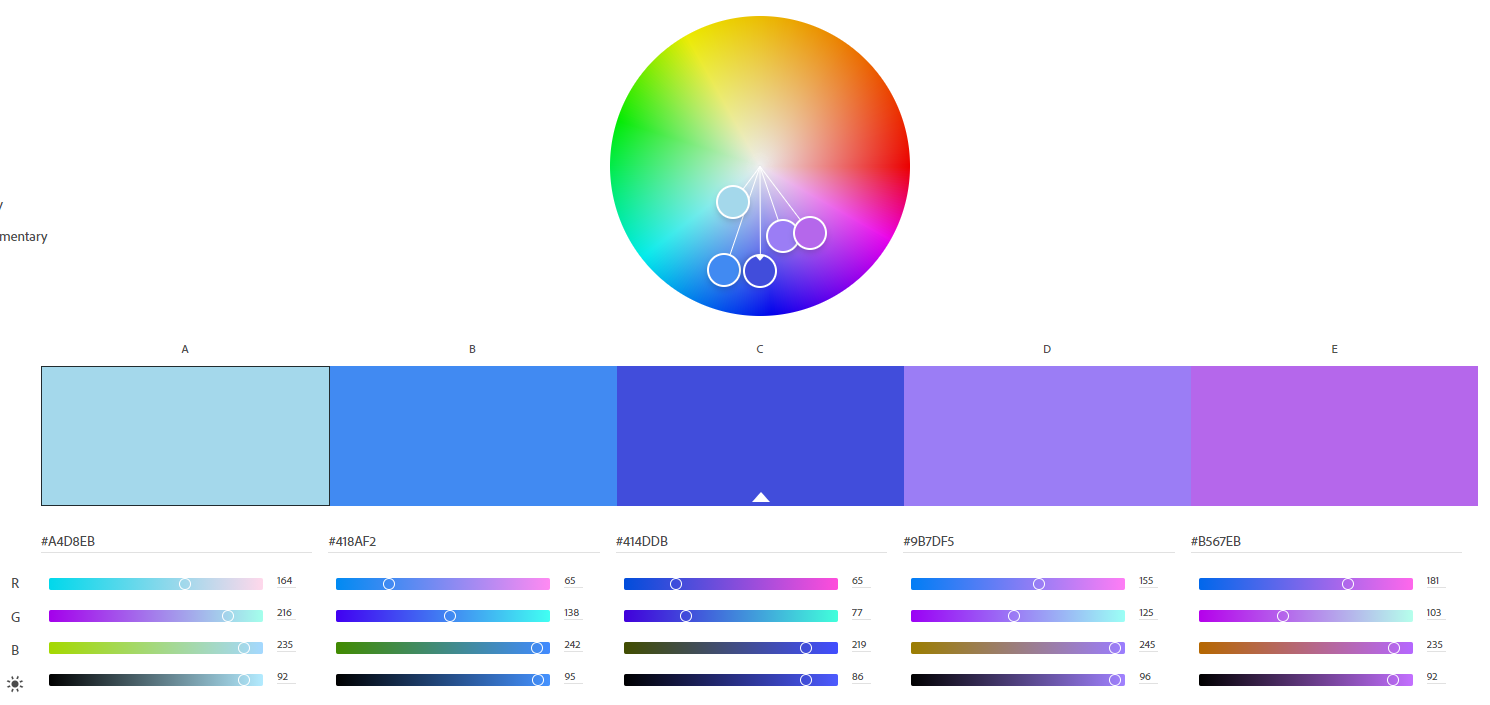 mentary
A B C D E
#A4D8EB #418AF2 #414DDB #9B7DF5 #B567EB
R 164 65 65 155 181
G 216 138 77 125 103
B 235 242 219 245 235
92 95 86 96 92